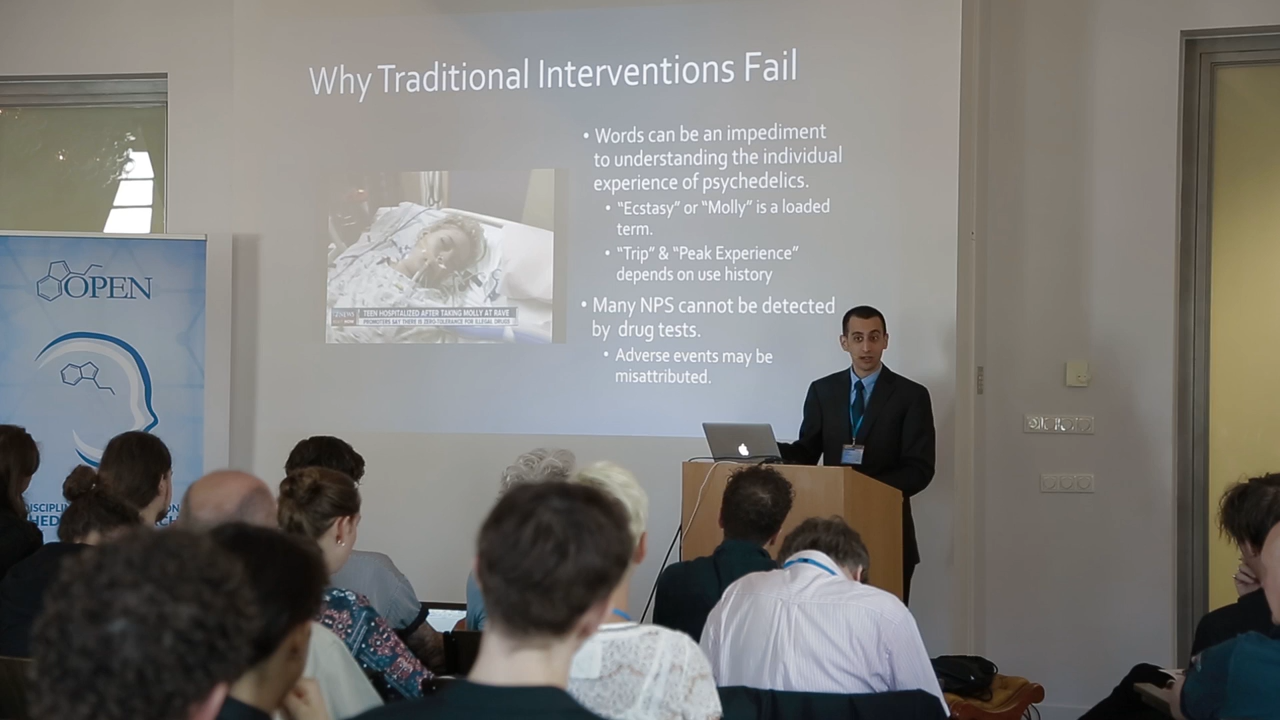 Why Traditional Interventions Fail
• Words can be an impediment
to understanding the individual
experience of psychedelics.
• "Ecstasy" or "Molly" is a loaded
term.
• "Trip" & "Peak Experience"
depends on use history
• Many NPS cannot be detected
by drug tests.
• Adverse events may be
misattributed.
TEEN HOSPITALIZED AFTER TAKING MOLLY AT RAVE
PROMOTERS SAY THERE IS ZERO-TOLERANCE FOR ILLEGAL DRUGS
OPEN